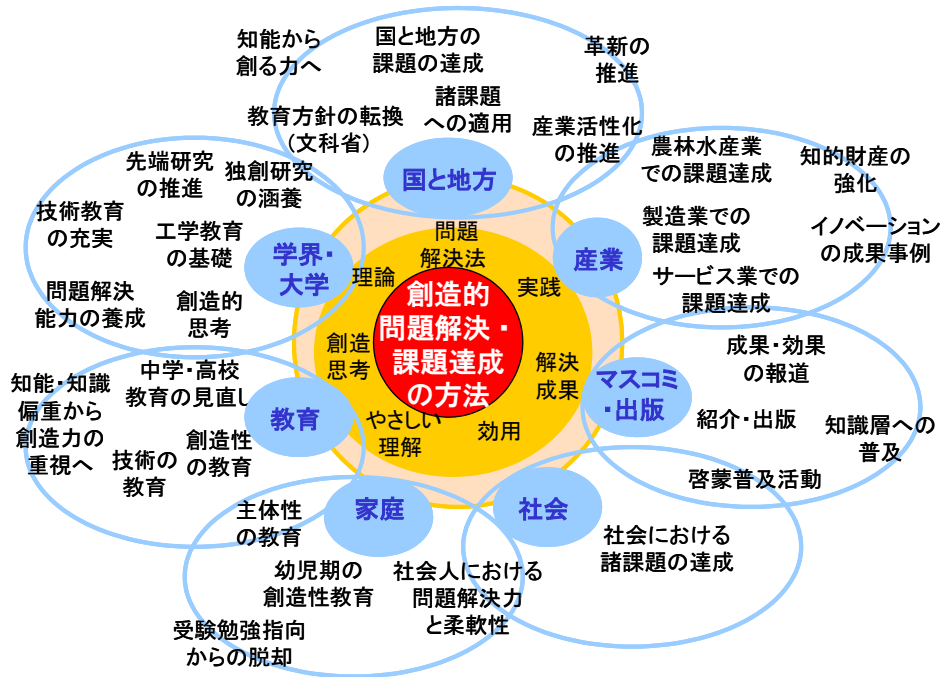 知能から
創る力へ
国と地方の
課題の達成
革新の
推進
教育方針の転換
（文科省）
諸課題
への適用
産業活性化
の推進
国と地方
農林水産業
での課題達成
知的財産の
強化
製造業での
課題達成
イノベーション
の成果事例
サービス業での
課題達成
産業
先端研究
の推進
独創研究
の涵養
技術教育
の充実
工学教育
の基礎
問題解決
能力の養成
創造的
思考
学界・
大学
問題
解決法
理論
実践
創造的
問題解決・
課題達成
の方法
創造
思考
解決
成果
やさしい
理解
効用
マスコミ
・出版
成果・効果
の報道
紹介・出版
知識層への
普及
啓蒙普及活動
知能・知識
偏重から
創造力の
重視へ
中学・高校
教育の見直し
創造性
の教育
技術の
教育
教育
家庭
主体性
の教育
幼児期の
創造性教育
受験勉強指向
からの脱却
社会人における
問題解決力
と柔軟性
社会
社会における
諸課題の達成